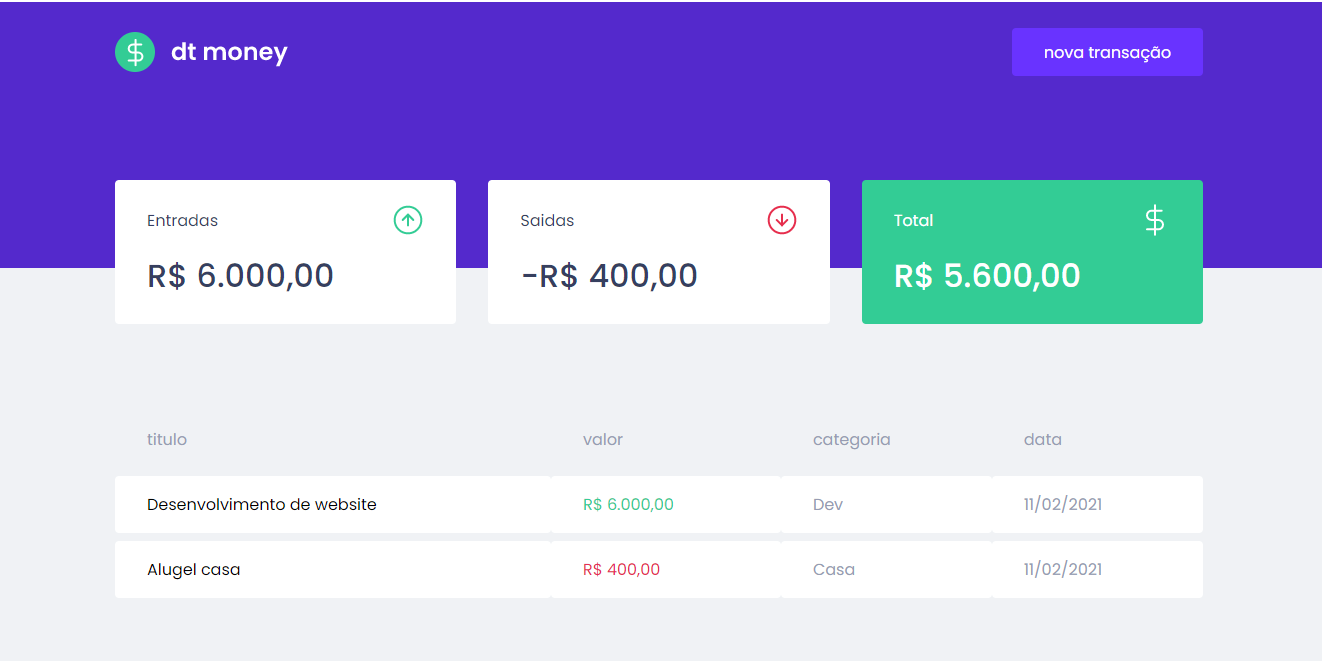 dt money
nova transação
Entradas
R$ 6.000,00
Saidas
-R$ 400,00
Total
R$ 5.600,00
titulo valor categoria data
Desenvolvimento de website R$ 6.000,00 Dev 11/02/2021
Alugel casa R$ 400,00 Casa 11/02/2021